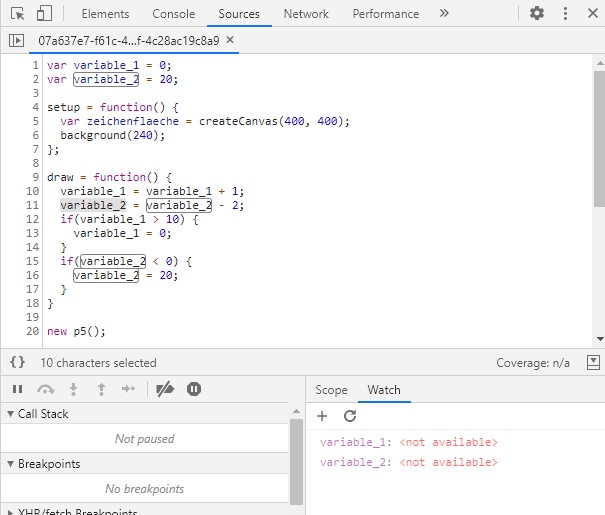 Elements Console Sources Network Performance »
07a637e7-f61c-4…f-4c28ac19c8a9 ×
1 var variable_1 = 0;
2 var variable_2 = 20;
3
4 setup = function() {
5 var zeichenflaeche = createCanvas(400, 400);
6 background(240);
7 };
8
9 draw = function() {
10 variable_1 = variable_1 + 1;
11 variable_2 = variable_2 - 2;
12 if(variable_1 > 10) {
13 variable_1 = 0;
14 }
15 if(variable_2 < 0) {
16 variable_2 = 20;
17 }
18 }
19
20 new p5();
{} 10 characters selected Coverage: n/a
Scope Watch
Call Stack
Not paused
Breakpoints
No breakpoints
XHR/fetch Breakpoints
variable_1: <not available>
variable_2: <not available>